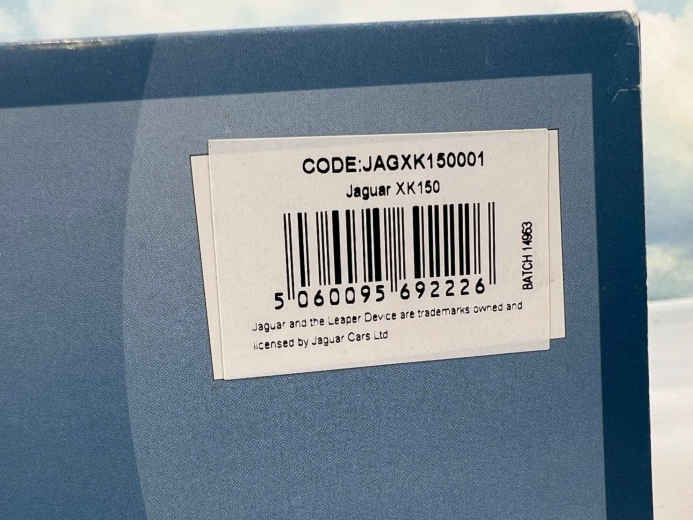 CODE:JAGXK150001
Jaguar XK150
5 060095 692226
BATCH 14963
Jaguar and the Leaper Device are trademarks owned and
licensed by Jaguar Cars Ltd